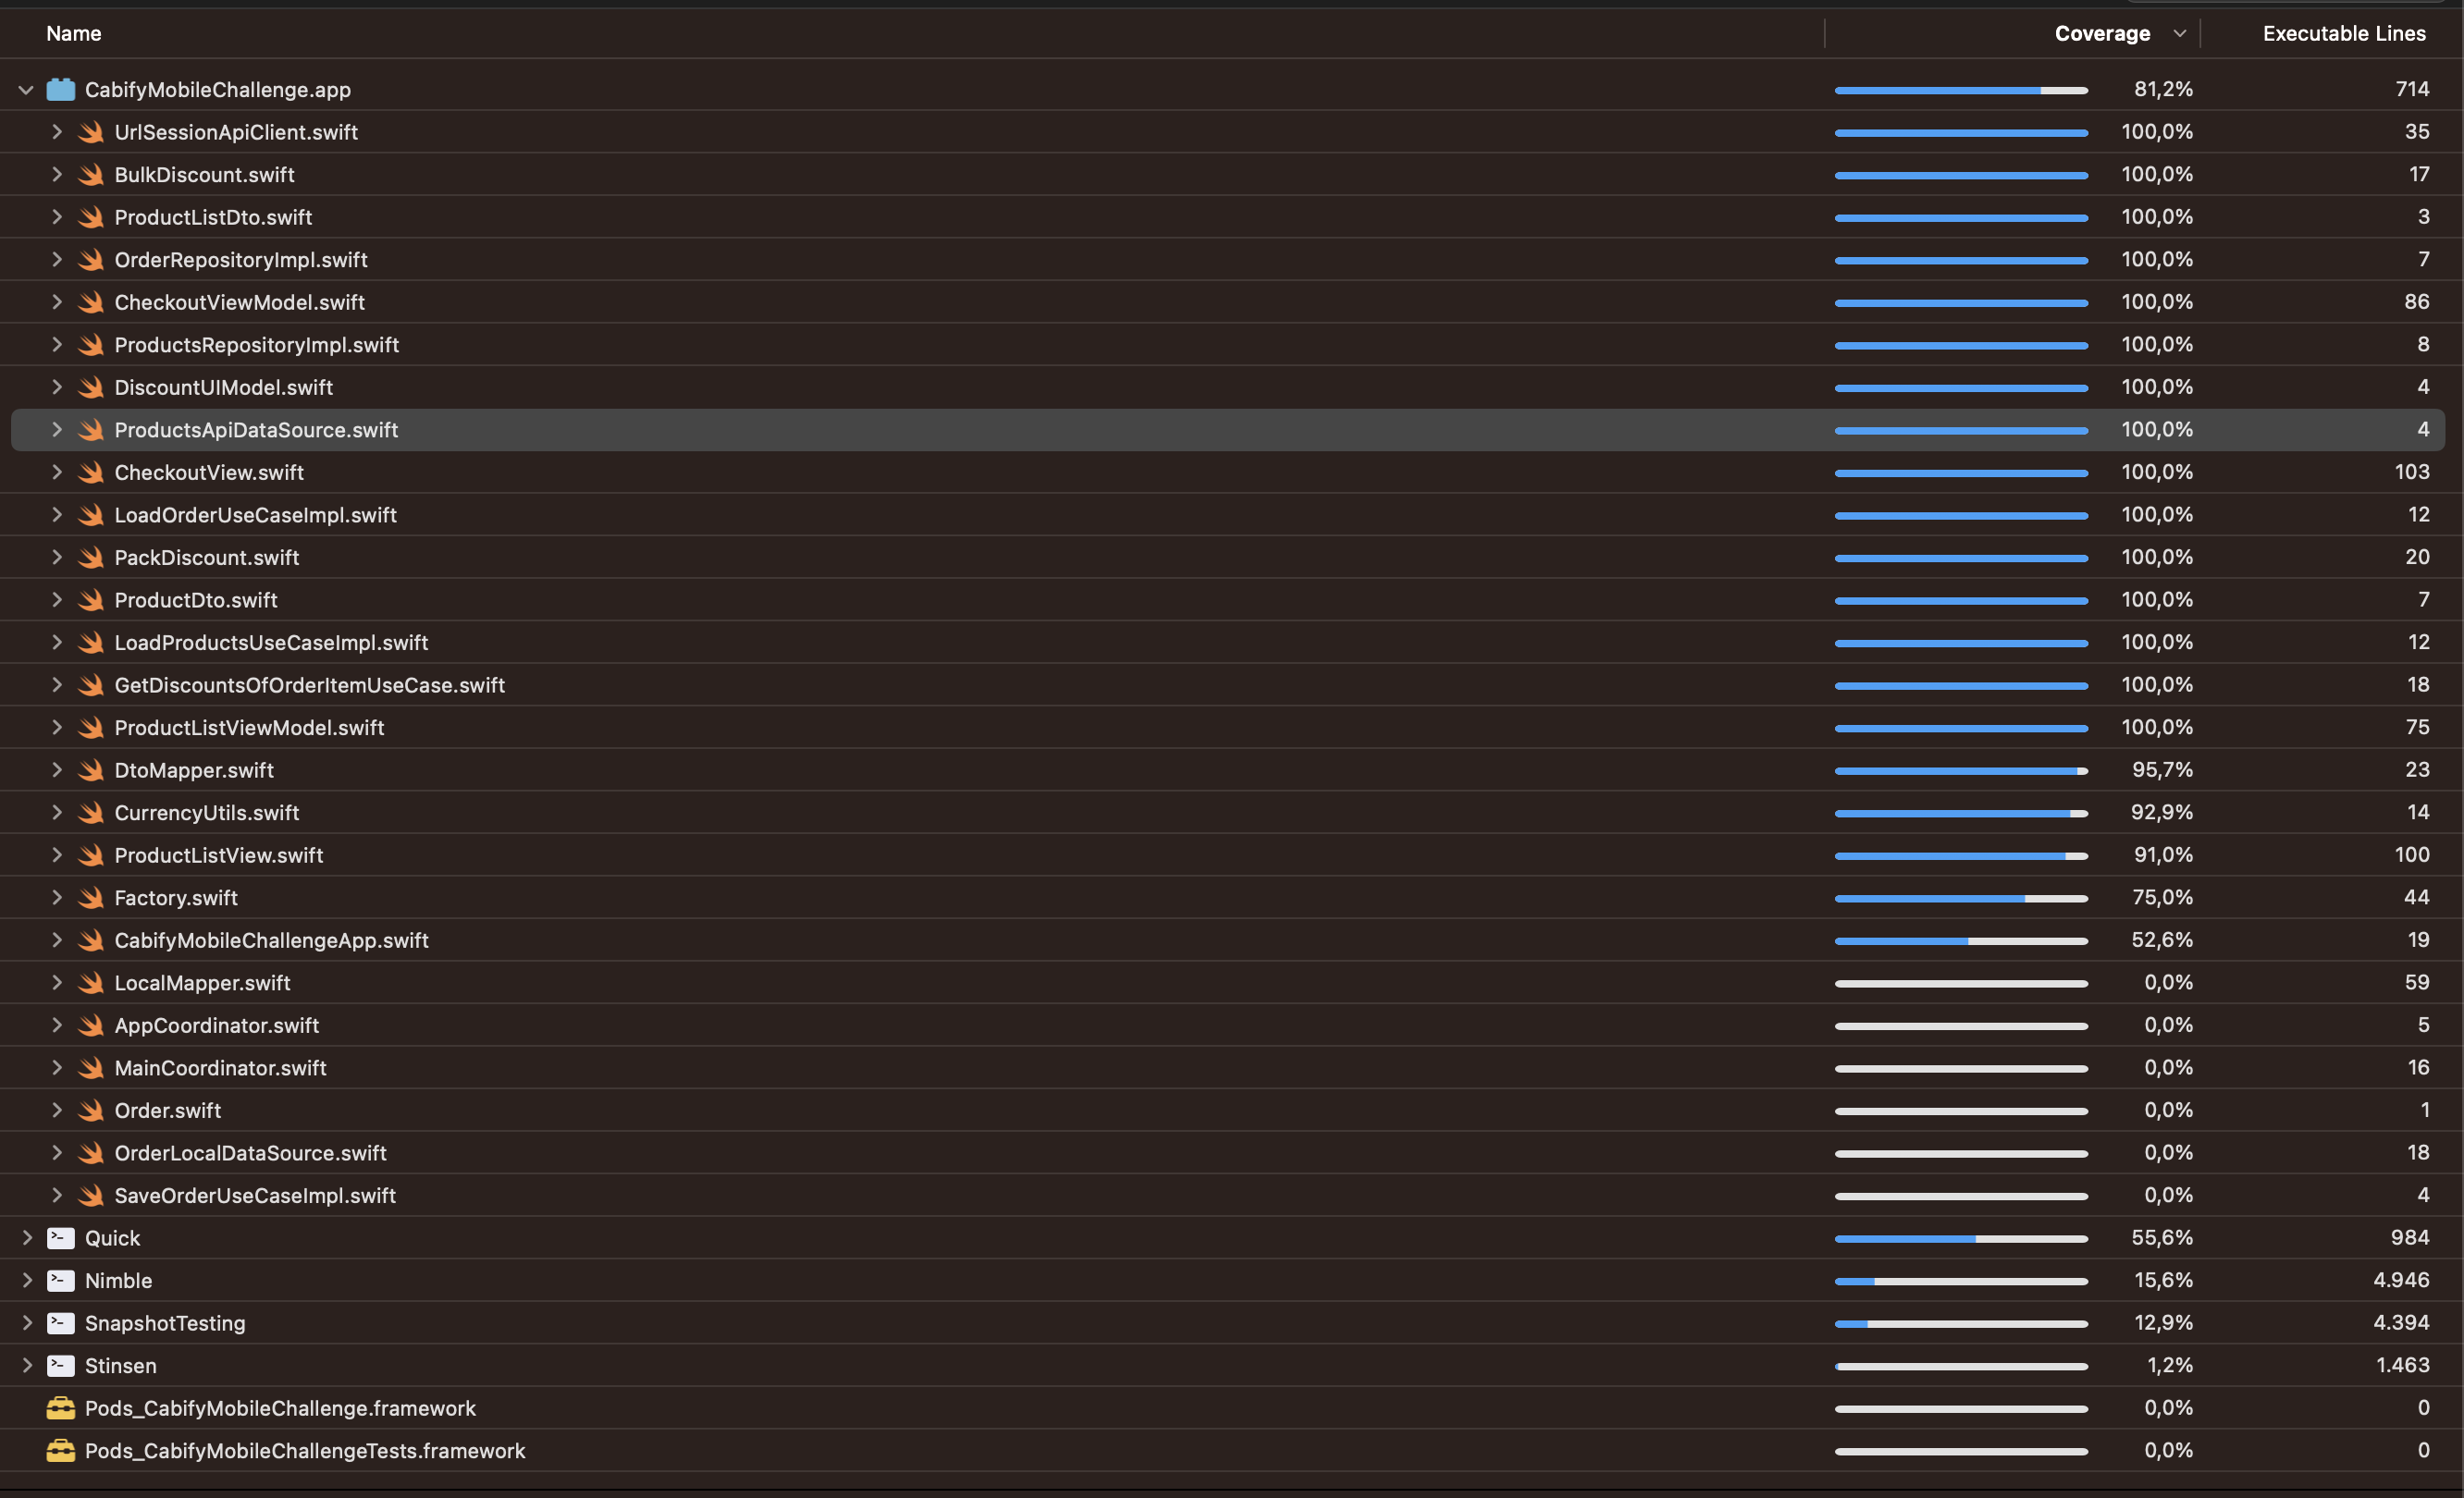 Name Coverage Executable Lines
CabifyMobileChallenge.app 81,2% 714
UrlSessionApiClient.swift 100,0% 35
BulkDiscount.swift 100,0% 17
ProductListDto.swift 100,0% 3
OrderRepositoryImpl.swift 100,0% 7
CheckoutViewModel.swift 100,0% 86
ProductsRepositoryImpl.swift 100,0% 8
DiscountUIModel.swift 100,0% 4
ProductsApiDataSource.swift 100,0% 4
CheckoutView.swift 100,0% 103
LoadOrderUseCaseImpl.swift 100,0% 12
PackDiscount.swift 100,0% 20
ProductDto.swift 100,0% 7
LoadProductsUseCaseImpl.swift 100,0% 12
GetDiscountsOfOrderItemUseCase.swift 100,0% 18
ProductListViewModel.swift 100,0% 75
DtoMapper.swift 95,7% 23
CurrencyUtils.swift 92,9% 14
ProductListView.swift 91,0% 100
Factory.swift 75,0% 44
CabifyMobileChallengeApp.swift 52,6% 19
LocalMapper.swift 0,0% 59
AppCoordinator.swift 0,0% 5
MainCoordinator.swift 0,0% 16
Order.swift 0,0% 1
OrderLocalDataSource.swift 0,0% 18
SaveOrderUseCaseImpl.swift 0,0% 4
Quick 55,6% 984
Nimble 15,6% 4.946
SnapshotTesting 12,9% 4.394
Stinsen 1,2% 1.463
Pods_CabifyMobileChallenge.framework 0,0% 0
Pods_CabifyMobileChallengeTests.framework 0,0% 0